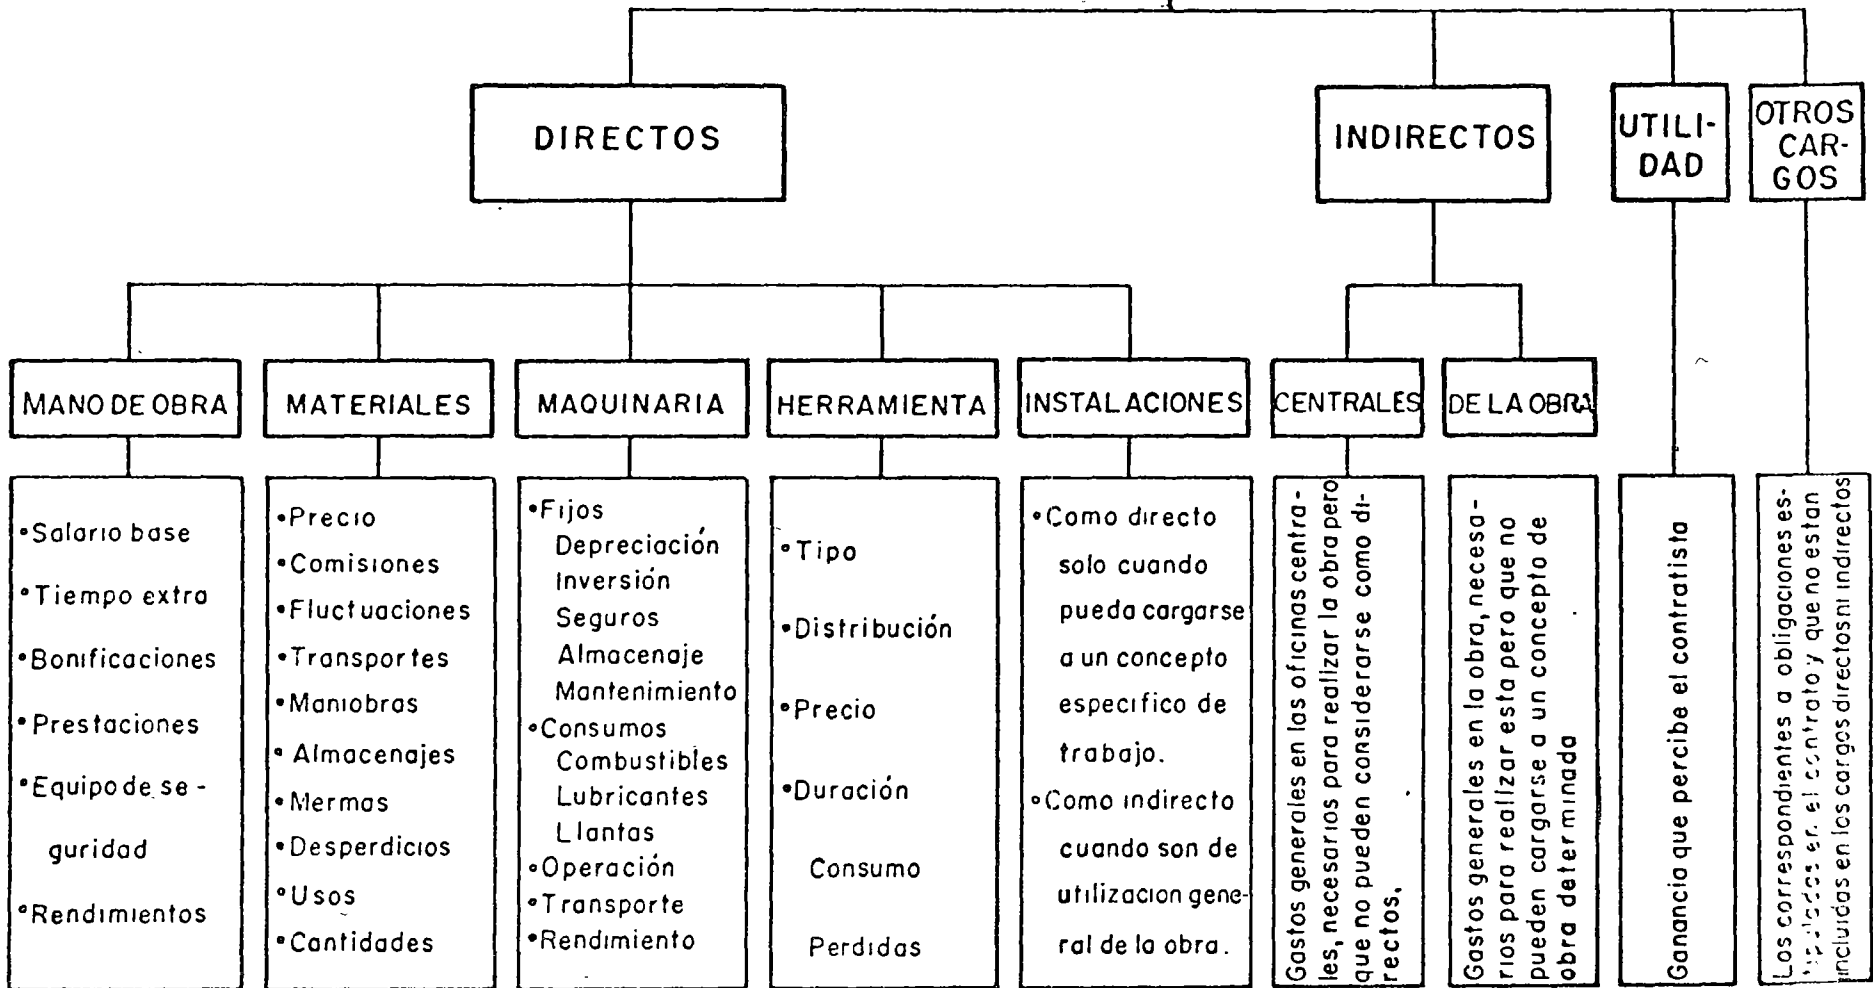 DIRECTOS
INDIRECTOS
UTILI-
DAD
OTROS
CAR-
GOS
MANO DE OBRA
MATERIALES
MAQUINARIA
HERRAMIENTA
INSTALACIONES
CENTRALES
DE LA OBRA
•Salario base
•Tiempo extra
•Bonificaciones
•Prestaciones
•Equipo de se-
guridad
•Rendimientos
•Precio
•Comisiones
•Fluctuaciones
•Transportes
•Maniobras
•Almacenajes
•Mermas
•Desperdicios
•Usos
•Cantidades
•Fijos
Depreciación
Inversión
Seguros
Almacenaje
Mantenimiento
•Consumos
Combustibles
Lubricantes
Llantas
•Operación
•Transporte
•Rendimiento
•Tipo
•Distribución
•Precio
•Duración
Consumo
Perdidas
•Como directo
solo cuando
pueda cargarse
a un concepto
especifico de
trabajo.
•Como indirecto
cuando son de
utilizacion gene-
ral de la obra.
Gastos generales en las oficinas centra-
les, necesarios para realizar la obra pero
que no pueden considerarse como di-
rectos.
Gastos generales en la obra, necesa-
rios para realizar esta pero que no
pueden cargarse a un concepto de
obra determinada
Ganancia que percibe el contratista
Los correspondientes a obligaciones es-
en el contrato y que no estan
incluidas en los cargos directos ni indirectos